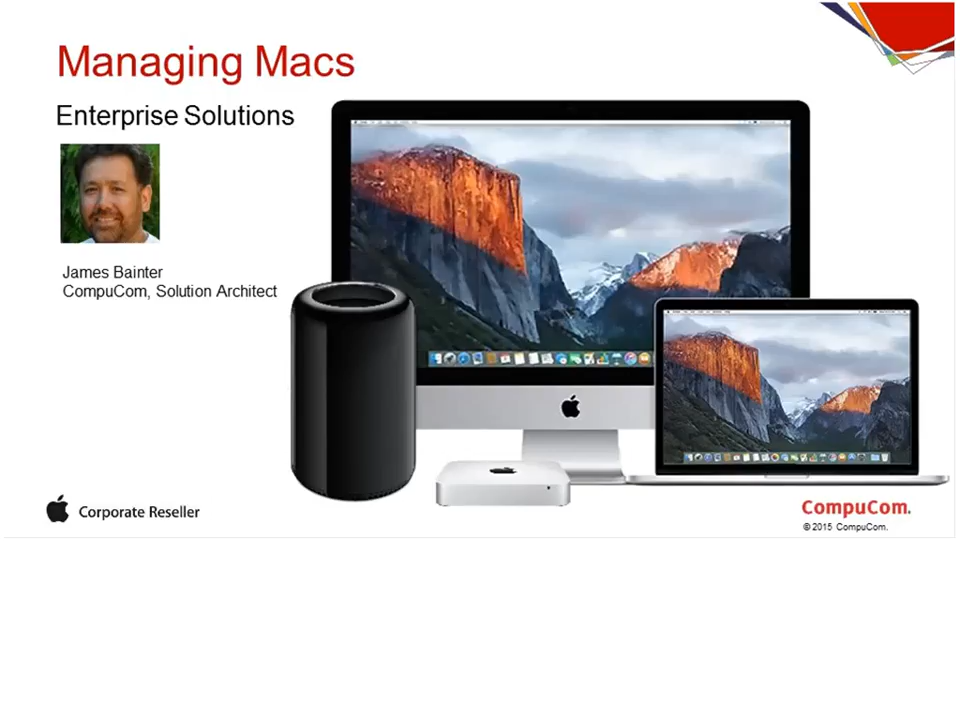 Managing Macs
Enterprise Solutions
James Bainter
CompuCom, Solution Architect
Corporate Reseller
CompuCom.
© 2015 CompuCom.